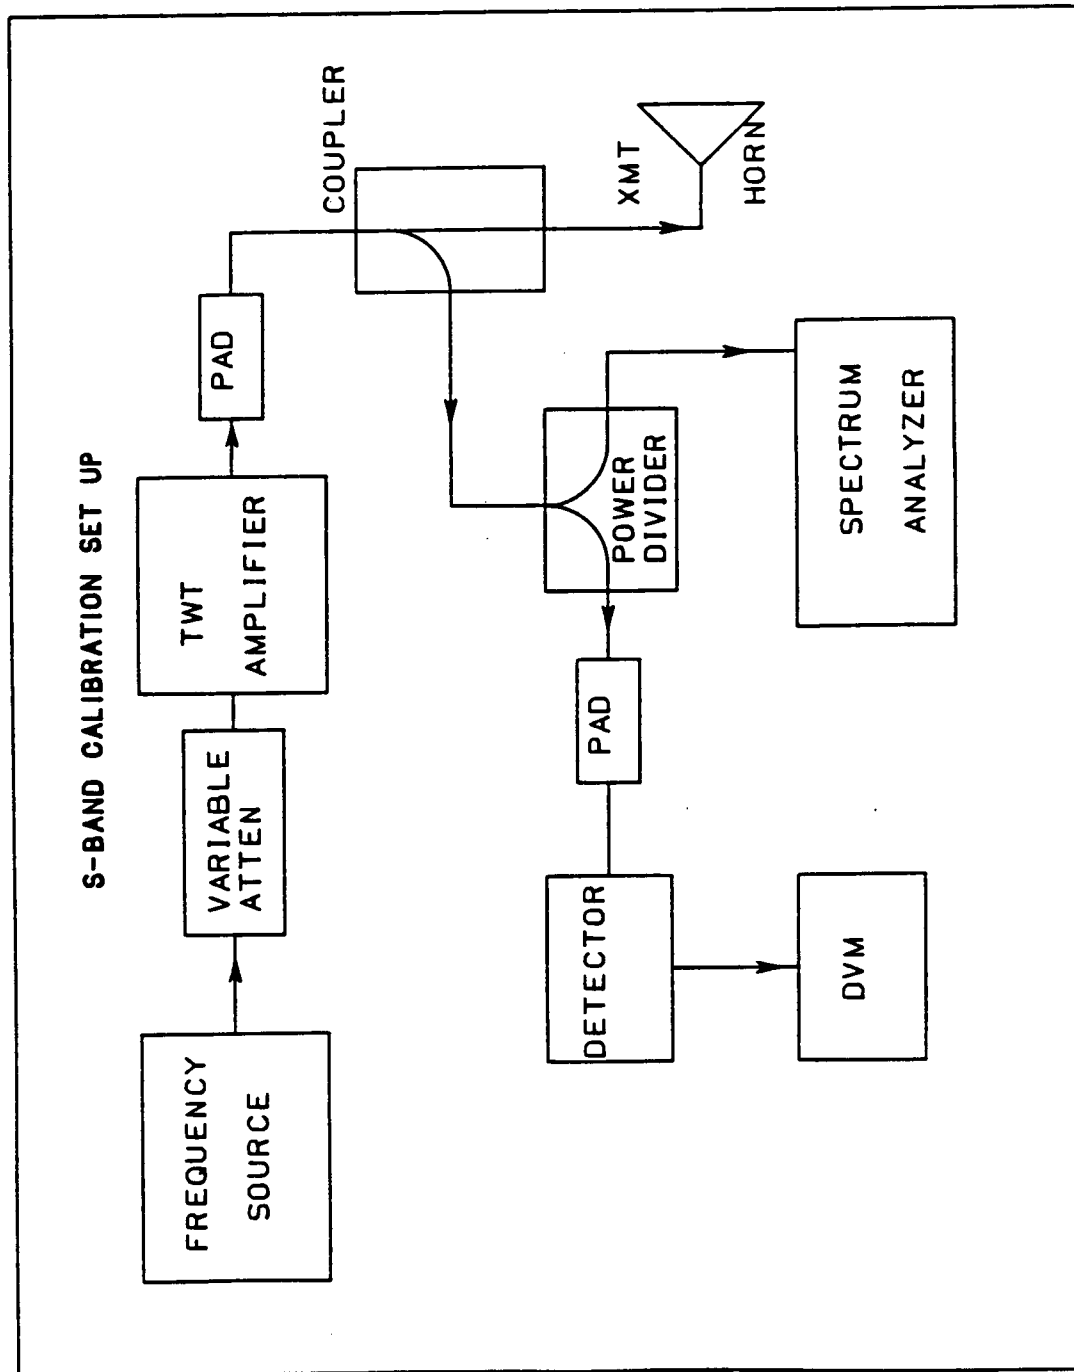 S-BAND CALIBRATION SET UP
FREQUENCY
SOURCE
VARIABLE
ATTEN
TWT
AMPLIFIER
PAD
COUPLER
XMT
HORN
POWER
DIVIDER
PAD
DETECTOR
DVM
SPECTRUM
ANALYZER